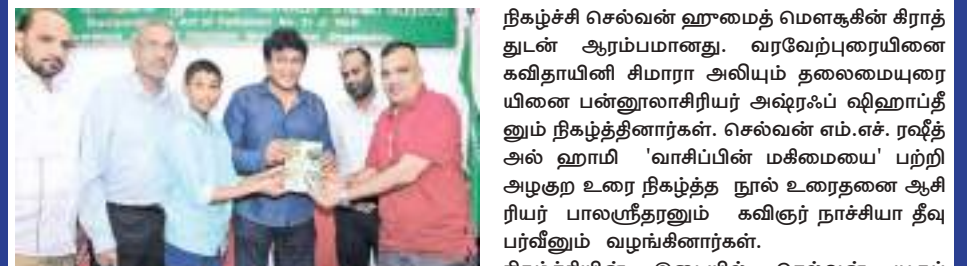 நிகழ்ச்சி செல்வன் ஹுமைத் மௌசூகின் கிராத்
துடன் ஆரம்பமானது. வரவேற்புரையினை
கவிதாயினி சிமாரா அலியும் தலைமையுரை
யினை பன்னூலாசிரியர் அஷ்ரஃப் ஷிஹாப்தீ
னும் நிகழ்த்தினார்கள். செல்வன் எம்.எச். ரஷீத்
அல் ஹாமி 'வாசிப்பின் மகிமையை' பற்றி
அழகுற உரை நிகழ்த்த நூல் உரைதனை ஆசி
ரியர் பாலஸ்ரீதரனும் கவிஞர் நாச்சியா தீவு
பர்வீனும் வழங்கினார்கள்.